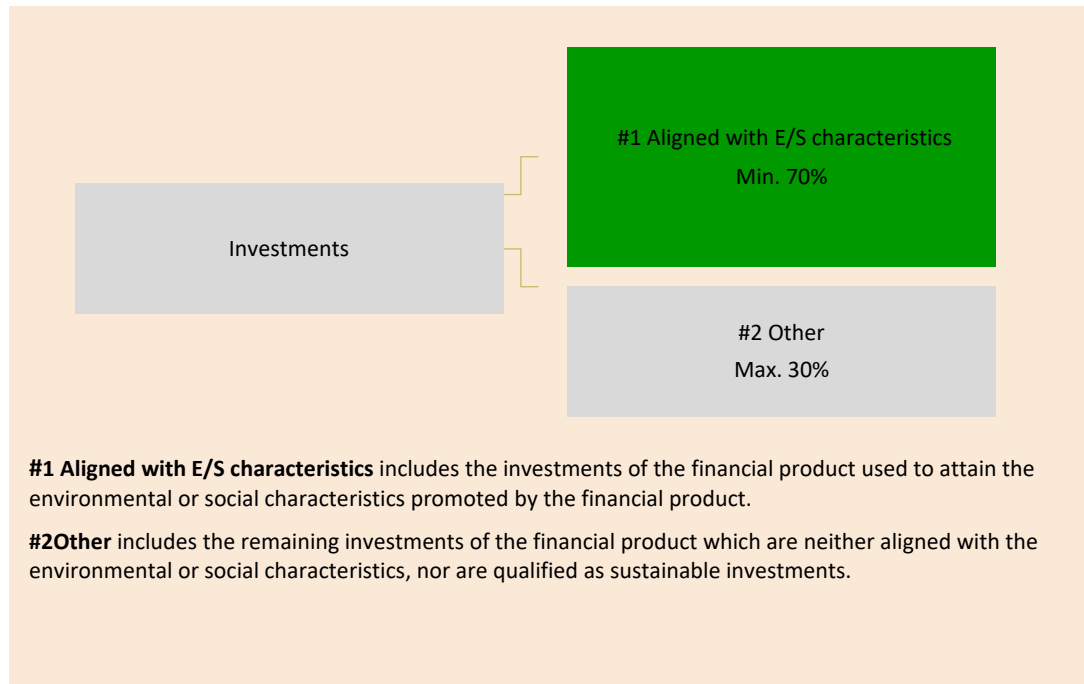 #1 Aligned with E/S characteristics
Min. 70%
Investments
#2 Other
Max. 30%
#1 Aligned with E/S characteristics includes the investments of the financial product used to attain the
environmental or social characteristics promoted by the financial product.
#2Other includes the remaining investments of the financial product which are neither aligned with the
environmental or social characteristics, nor are qualified as sustainable investments.